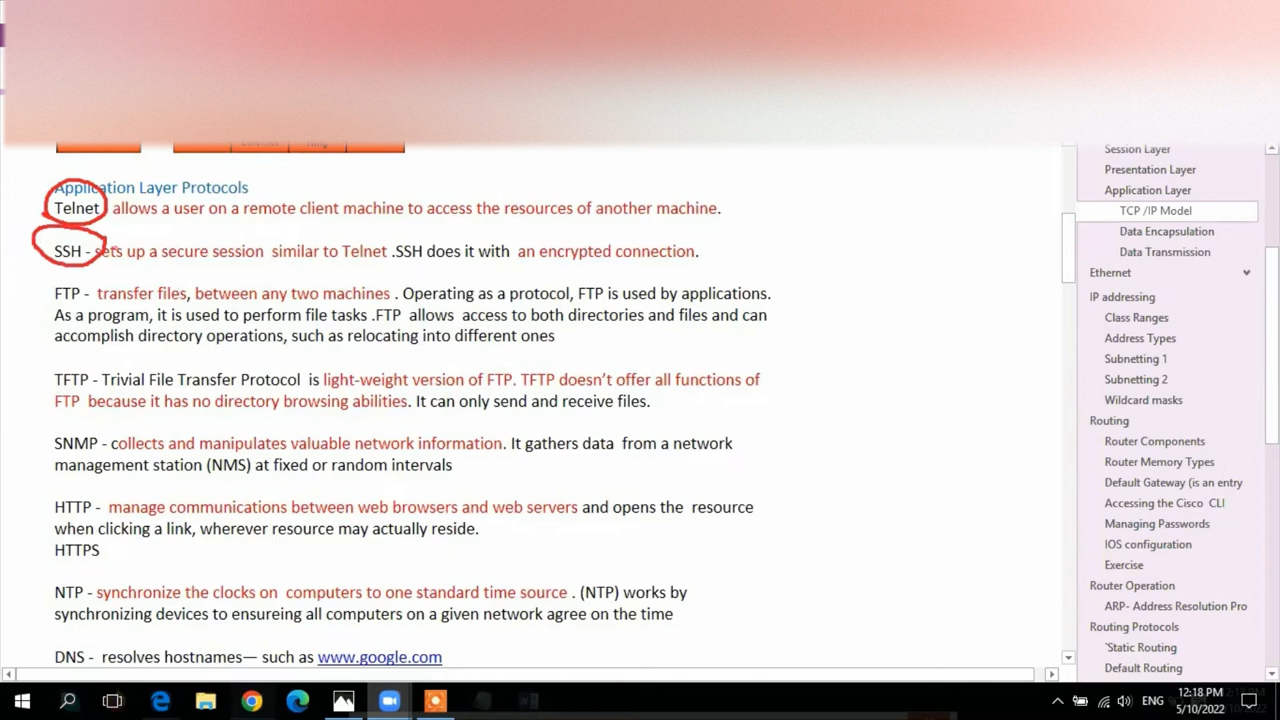 Application Layer Protocols
Telnet allows a user on a remote client machine to access the resources of another machine.
SSH - sets up a secure session similar to Telnet .SSH does it with an encrypted connection.
FTP - transfer files, between any two machines . Operating as a protocol, FTP is used by applications.
As a program, it is used to perform file tasks .FTP allows access to both directories and files and can
accomplish directory operations, such as relocating into different ones
TFTP - Trivial File Transfer Protocol is light-weight version of FTP. TFTP doesn't offer all functions of
FTP because it has no directory browsing abilities. It can only send and receive files.
SNMP - collects and manipulates valuable network information. It gathers data from a network
management station (NMS) at fixed or random intervals
HTTP - manage communications between web browsers and web servers and opens the resource
when clicking a link, wherever resource may actually reside.
HTTPS
NTP - synchronize the clocks on computers to one standard time source . (NTP) works by
synchronizing devices to ensureing all computers on a given network agree on the time
DNS - resolves hostnames— such as www.google.com
Session Layer
Presentation Layer
Application Layer
TCP /IP Model
Data Encapsulation
Data Transmission
Ethernet
IP addressing
Class Ranges
Address Types
Subnetting 1
Subnetting 2
Wildcard masks
Routing
Router Components
Router Memory Types
Default Gateway (is an entry
Accessing the Cisco CLI
Managing Passwords
IOS configuration
Exercise
Router Operation
ARP- Address Resolution Pro
Routing Protocols
`Static Routing
Default Routing
ENG
12:18 PM
5/10/2022